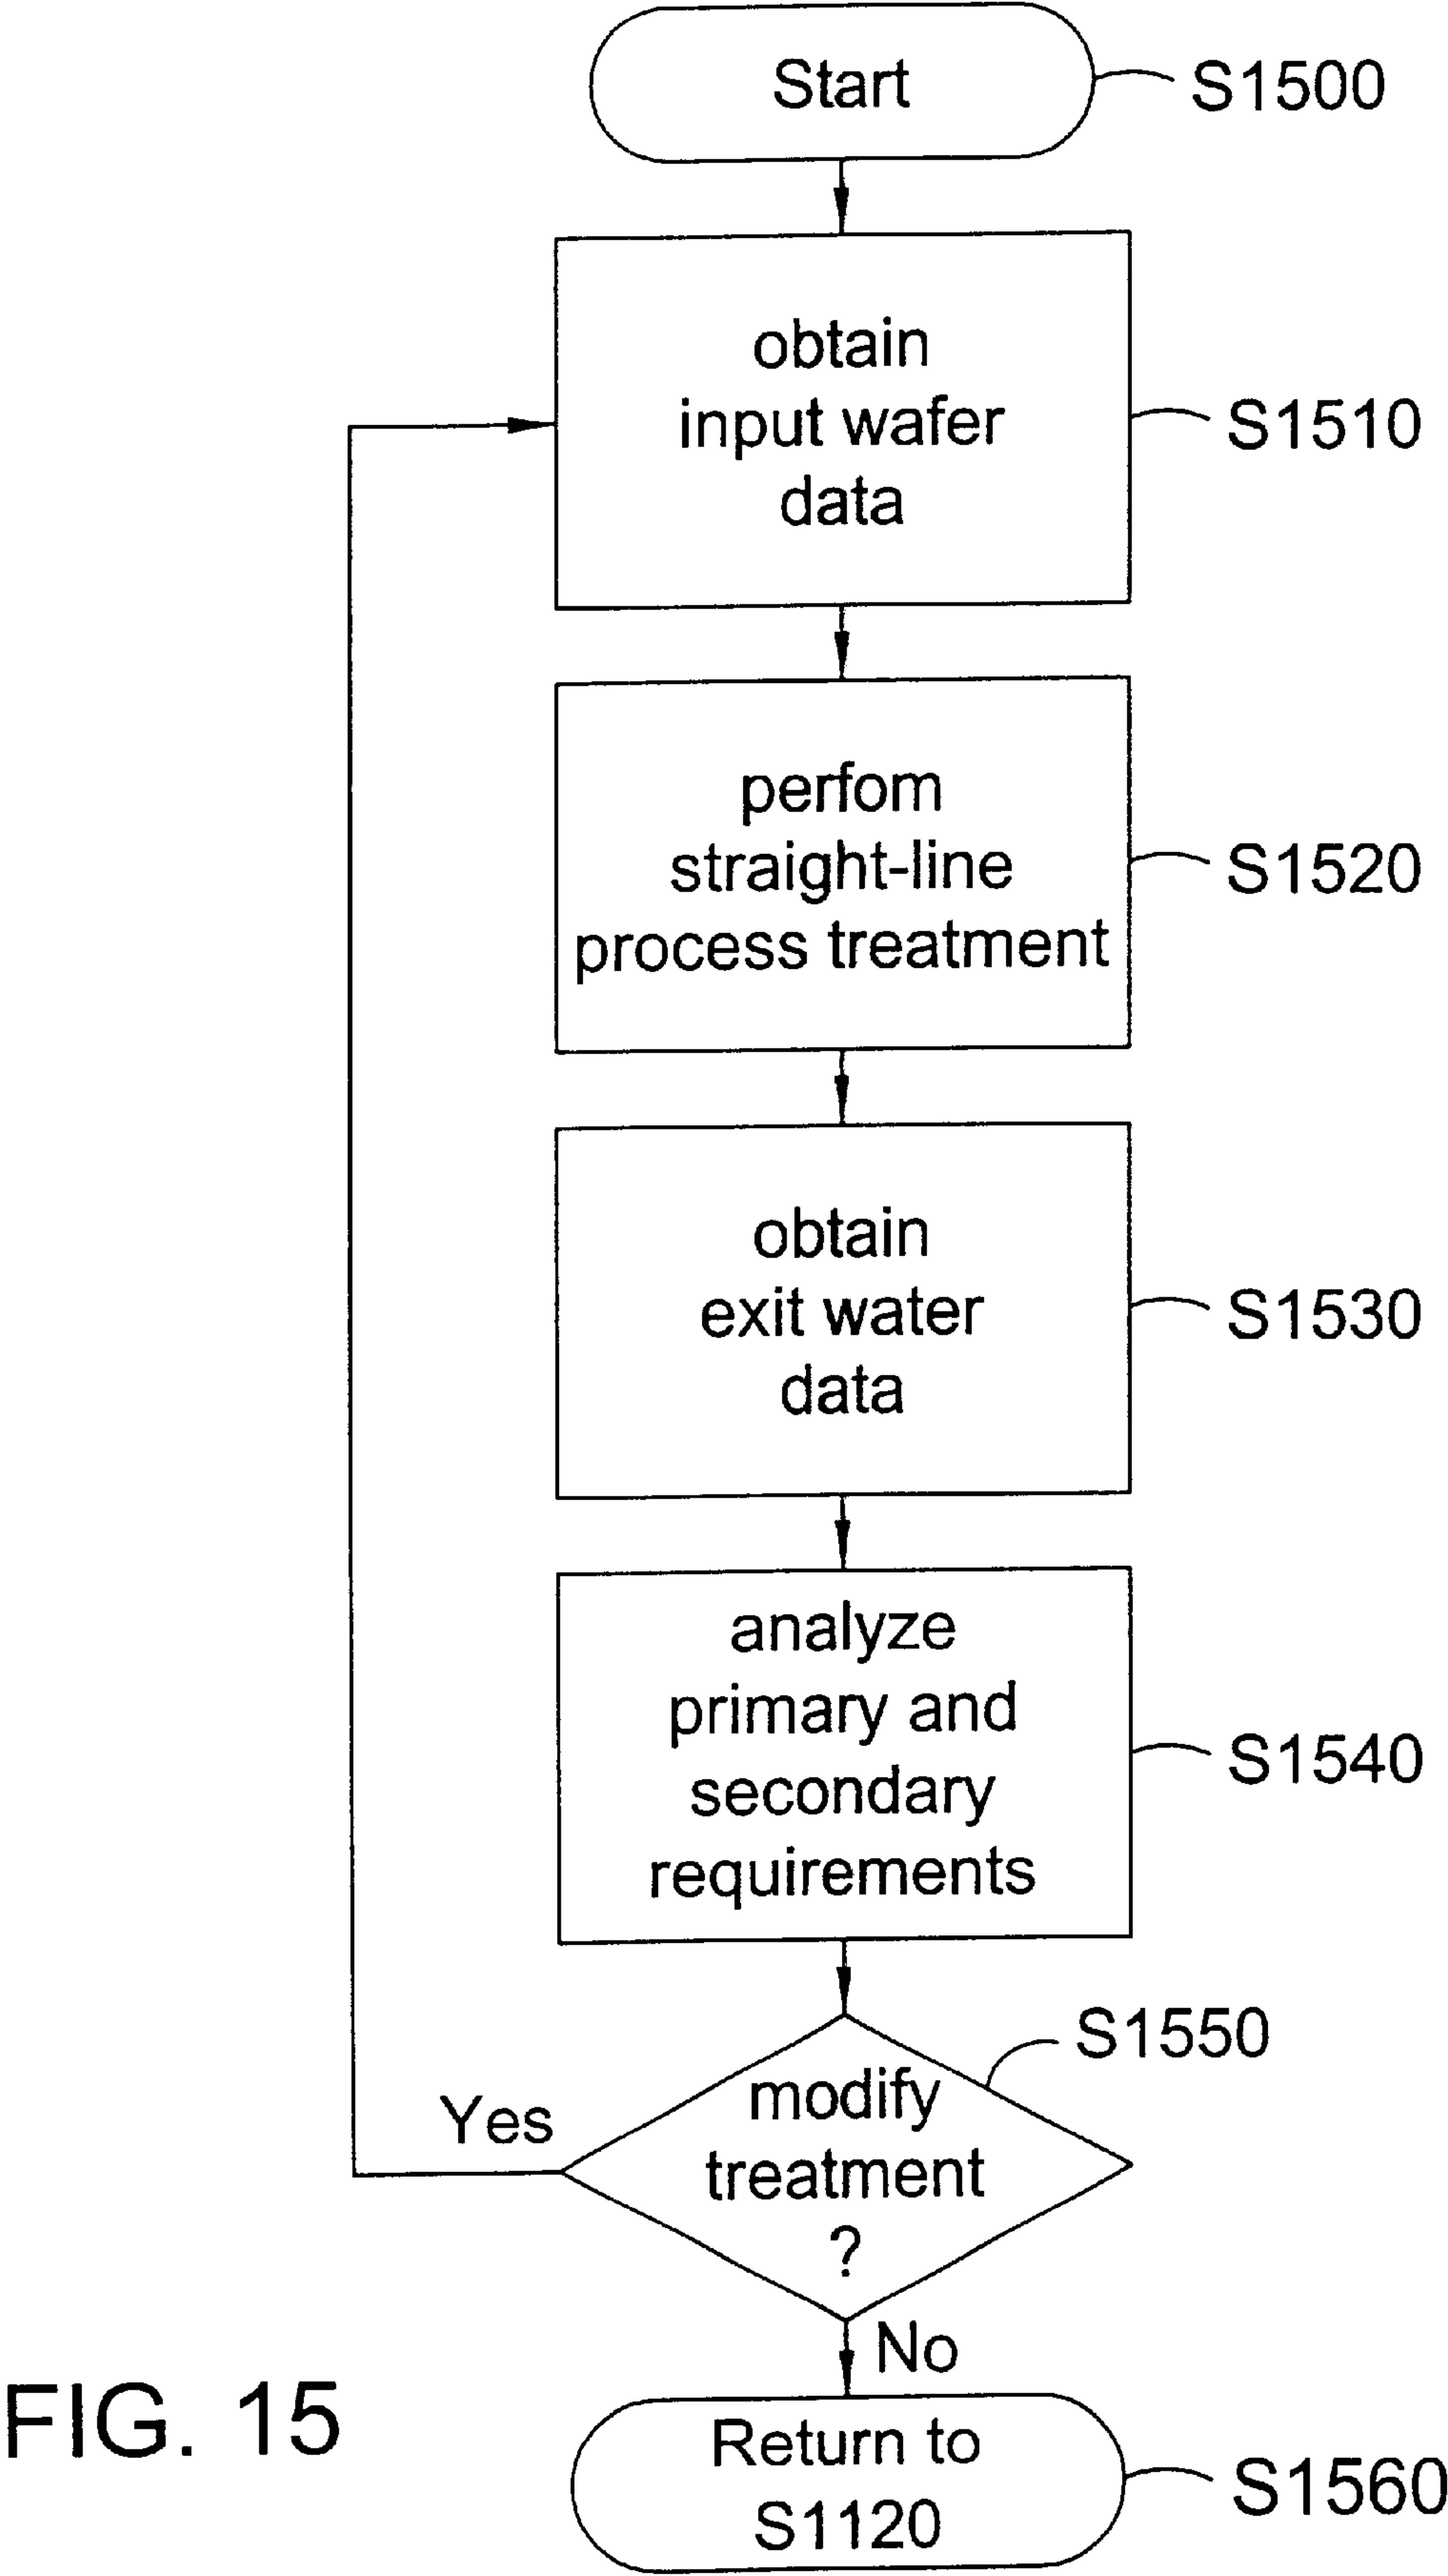 Start
S1500
obtain
input wafer
data
S1510
perfom
straight-line
process treatment
S1520
obtain
exit water
data
S1530
analyze
primary and
secondary
requirements
S1540
S1550
modify
treatment
?
Yes
No
Return to
S1120
S1560
FIG. 15